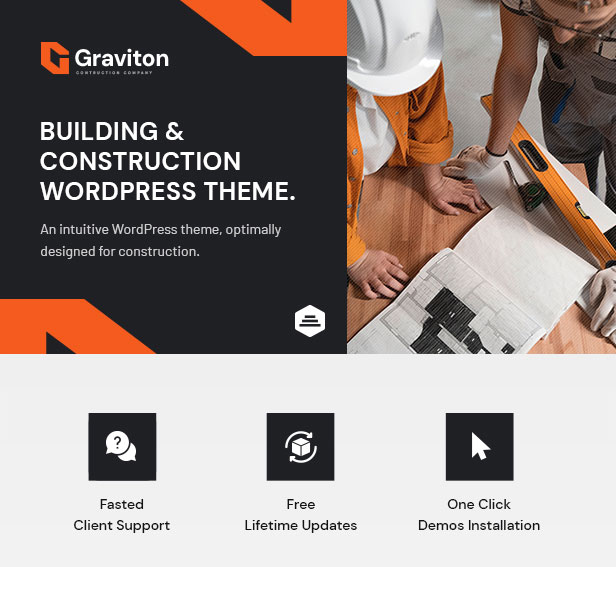 Graviton
CONTRUCTION COMPANY
BUILDING &
CONSTRUCTION
WORDPRESS THEME.
An intuitive WordPress theme, optimally
designed for construction.
?
Fasted
Client Support
Free
Lifetime Updates
One Click
Demos Installation